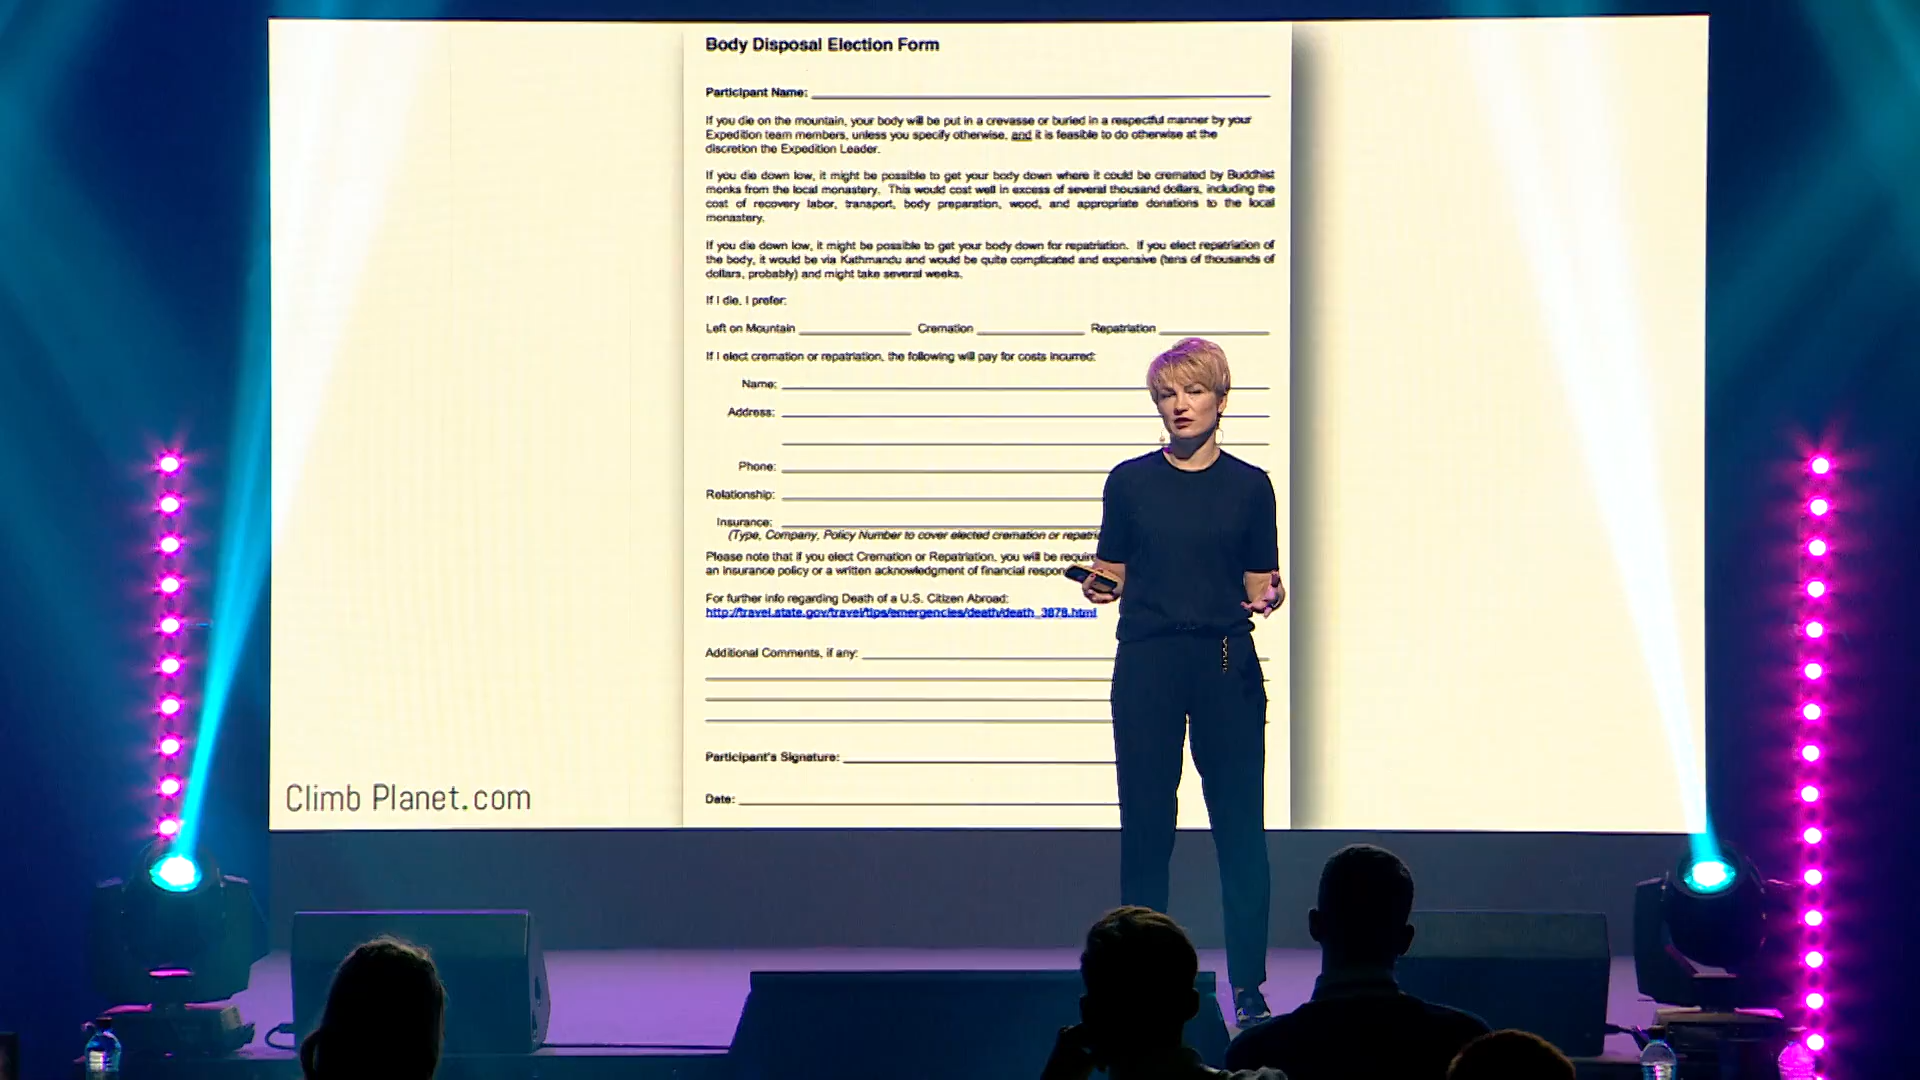 Body Disposal Election Form
Participant Name:
If you die on the mountain, your body will be put in a crevasse or buried in a respectful manner by your
Expedition team members, unless you specify otherwise, and it is feasible to do otherwise at the
discretion the Expedition Leader.
If you die down low, it might be possible to get your body down where it could be cremated by Buddhist
monks from the local monastery. This would cost well in excess of several thousand dollars, including the
cost of recovery labor, transport, body preparation, wood, and appropriate donations to the local
monastery.
If you die down low, it might be possible to get your body down for repatriation. If you elect repatriation of
the body, it would be via Kathmandu and would be quite complicated and expensive (tens of thousands of
dollars, probably) and might take several weeks.
If I die, I prefer:
Left on Mountain Cremation Repatriation
If I elect cremation or repatriation, the following will pay for costs incurred:
Name:
Address:
Phone:
Relationship:
Insurance:
(Type, Company, Policy Number to cover elected cremation or
Please note that if you elect Cremation or Repatriation, you will be
an insurance policy or a written acknowledgment of financial
For further info regarding Death of a U.S. Citizen Abroad:
http://travel.state.gov/travel/tips/emergencies/death/death_3878.html
Additional Comments, if any:
Participant's Signature:
Date:
Climb Planet.com